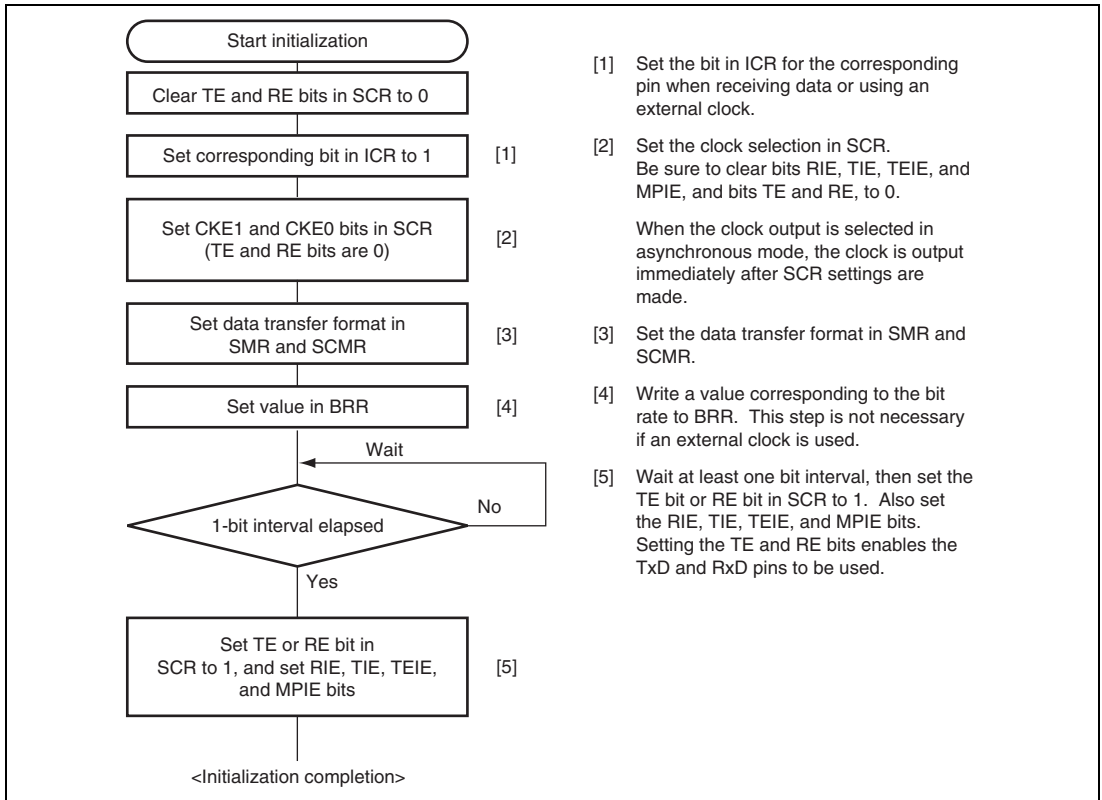 Start initialization
Clear TE and RE bits in SCR to 0
Set corresponding bit in ICR to 1
[1]
Set CKE1 and CKE0 bits in SCR
(TE and RE bits are 0)
[2]
Set data transfer format in
SMR and SCMR
[3]
Set value in BRR
[4]
Wait
No
1-bit interval elapsed
Yes
Set TE or RE bit in
SCR to 1, and set RIE, TIE, TEIE,
and MPIE bits
[5]
<Initialization completion>
[1] Set the bit in ICR for the corresponding
pin when receiving data or using an
external clock.
[2] Set the clock selection in SCR.
Be sure to clear bits RIE, TIE, TEIE, and
MPIE, and bits TE and RE, to 0.
When the clock output is selected in
asynchronous mode, the clock is output
immediately after SCR settings are
made.
[3] Set the data transfer format in SMR and
SCMR.
[4] Write a value corresponding to the bit
rate to BRR. This step is not necessary
if an external clock is used.
[5] Wait at least one bit interval, then set the
TE bit or RE bit in SCR to 1. Also set
the RIE, TIE, TEIE, and MPIE bits.
Setting the TE and RE bits enables the
TxD and RxD pins to be used.